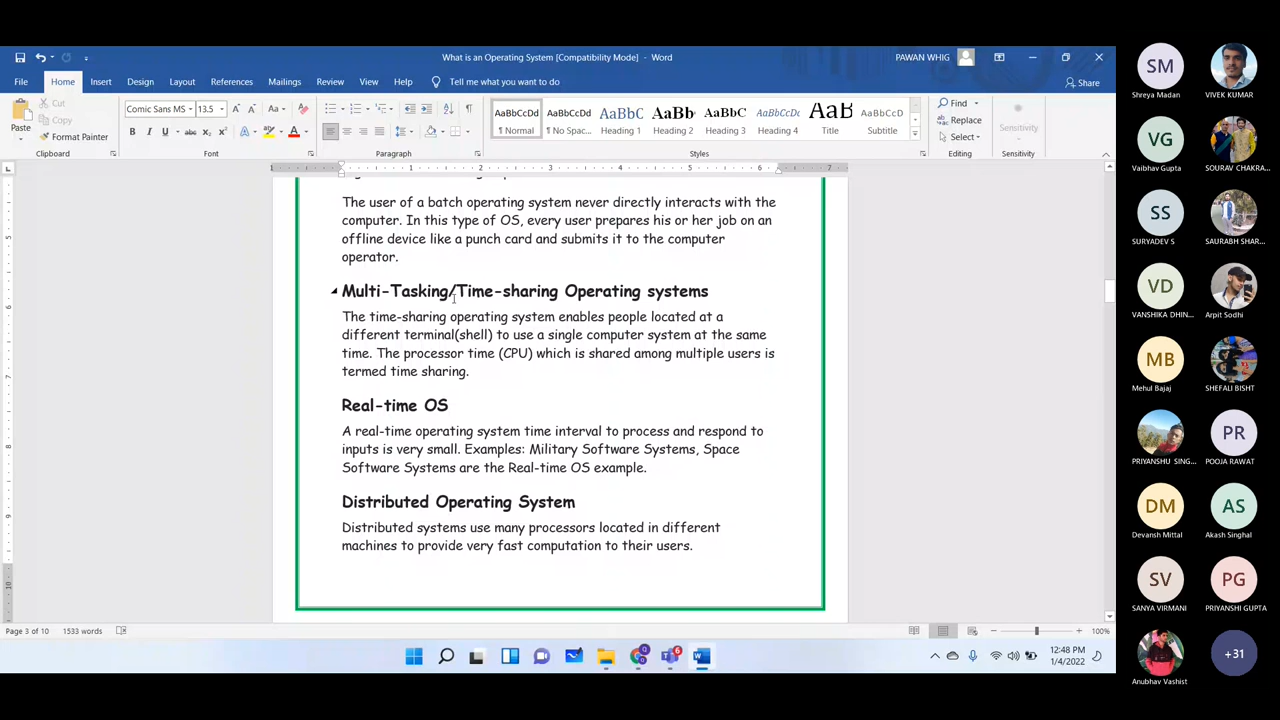 What is an Operating System [Compatibility Mode] - Word
PAWAN WHIG
File Home Insert Design Layout References Mailings Review View Help Tell me what you want to do
Share
Paste
Cut
Copy
Format Painter
Clipboard
Comic Sans MS 13.5
Font
Paragraph
AaBbCcDd AaBbCcDd AaBbC AaBb AaBbC AaBbCcDc AaB AaBbCcD
¶ Normal ¶ No Spac... Heading 1 Heading 2 Heading 3 Heading 4 Title Subtitle
Styles
Find
Replace
Select
Editing
Sensitivity
Sensitivity
The user of a batch operating system never directly interacts with the
computer. In this type of OS, every user prepares his or her job on an
offline device like a punch card and submits it to the computer
operator.
Multi-Tasking/Time-sharing Operating systems
The time-sharing operating system enables people located at a
different terminal(shell) to use a single computer system at the same
time. The processor time (CPU) which is shared among multiple users is
termed time sharing.
Real-time OS
A real-time operating system time interval to process and respond to
inputs is very small. Examples: Military Software Systems, Space
Software Systems are the Real-time OS example.
Distributed Operating System
Distributed systems use many processors located in different
machines to provide very fast computation to their users.
Page 3 of 10 1533 words
100%
12:48 PM
1/4/2022
SM
Shreya Madan
VIVEK KUMAR
VG
Vaibhav Gupta
SOURAV CHAKRA...
SS
SURYADEV S
SAURABH SHAR...
VD
VANSHIKA DHIN...
Arpit Sodhi
MB
Mehul Bajaj
SHEFALI BISHT
PRIYANSHU SING...
PR
POOJA RAWAT
DM
Devansh Mittal
AS
Akash Singhal
SV
SANYA VIRMANI
PG
PRIYANSHI GUPTA
Anubhav Vashist
+31